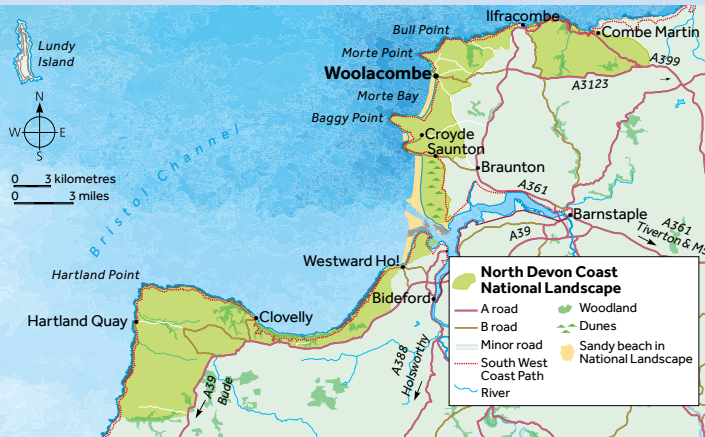 Lundy
Island
N
W
E
S
0 3 kilometres
0 3 miles
Bristol Channel
Bull Point
Ilfracombe
Combe Martin
Morte Point
A399
Woolacombe
A3123
Morte Bay
Baggy Point
Croyde
Saunton
Braunton
A361
Barnstaple
A361
Tiverton &
A39
Westward Ho!
Hartland Point
Bideford
Clovelly
Hartland Quay
A39
Bude
A388
Holsworthy
North Devon Coast
National Landscape
A road
B road
Minor road
South West
Coast Path
River
Woodland
Dunes
Sandy beach in
National Landscape